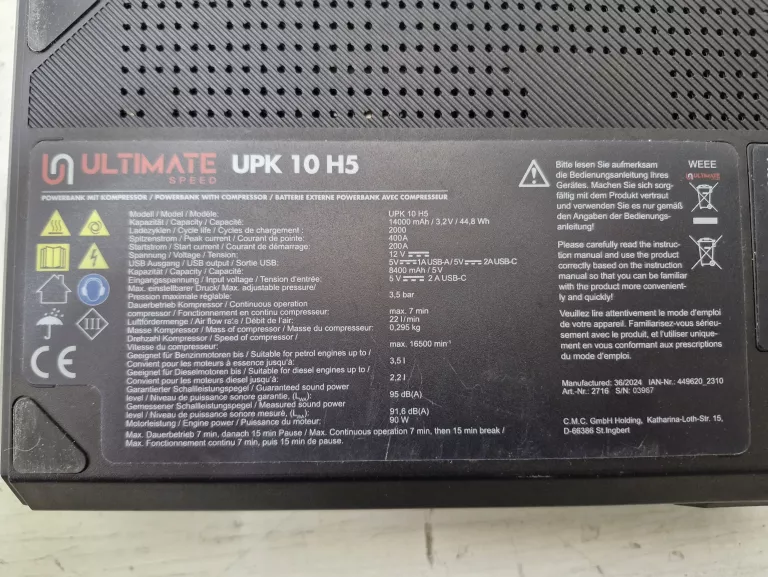 ULTIMATE
SPEED
UPK 10 H5
POWERBANK MIT KOMPRESSOR / POWERBANK WITH COMPRESSOR / BATTERIE EXTERNE POWERBANK AVEC COMPRESSEUR
Modell / Model / Modèle: UPK 10 H5
Kapazität / Capacity / Capacité: 14000 mAh / 3,2V / 44,8 Wh
Ladezyklen / Cycle life / Cycles de chargement : 2000
Spitzenstrom / Peak current / Courant de pointe: 400A
Startstrom / Start current / Courant de démarrage: 200A
Spannung / Voltage / Tension: 12 V
USB Ausgang / USB output / Sortie USB: 5V 1A USB-A / 5V 2A USB-C
Kapazität / Capacity / Capacité: 8400 mAh / 5V
Eingangsspannung / Input voltage / Tension d'entrée: 5 V 2 A USB-C
Max. einstellbarer Druck/ Max. adjustable pressure/
Pression maximale réglable: 3,5 bar
Dauerbetrieb Kompressor / Continuous operation
compressor / Fonctionnement en continu compresseur: max. 7 min
Luftfördermenge / Air flow rate / Débit de l'air: 22 l / min
Masse Kompressor / Mass of compressor / Masse du compresseur: 0,295 kg
Drehzahl Kompressor / Speed of compressor /
Vitesse du compresseur: max. 16500 min⁻¹
Geeignet für Benzinmotoren bis / Suitable for petrol engines up to /
Convient pour les moteurs à essence jusqu'à: 3,5 l
Geeignet für Dieselmotoren bis / Suitable for diesel engines up to /
Convient pour les moteurs diesel jusqu'à: 2,2 l
Garantierter Schallleistungspegel / Guaranteed sound power
level / Niveau de puissance sonore garantie, (LWA): 95 dB(A)
Gemessener Schallleistungspegel / Measured sound power
level / Niveau de puissance sonore mesuré, (LWA): 91,6 dB(A)
Motorleistung / Engine power / Puissance du moteur: 90 W
Max. Dauerbetrieb 7 min, danach 15 min Pause / Max. Continuous operation 7 min, then 15 min break /
Max. Fonctionnement continu 7 min, puis 15 min de pause.
III
CE
Bitte lesen Sie aufmerksam
die Bedienungsanleitung Ihres
Gerätes. Machen Sie sich sorg-
fältig mit dem Produkt vertraut
und verwenden Sie es nur gemäß
den Angaben der Bedienungs-
anleitung!
Please carefully read the instruc-
tion manual and use the product
correctly based on the instruction
manual so that you can be familiar
with the product more convenient-
ly and quickly!
Veuillez lire attentivement le mode d'emploi
de votre appareil. Familiarisez-vous sérieu-
sement avec le produit, et l'utiliser unique-
ment en vous conformant aux prescriptions
du mode d'emploi.
WEEE
ULTIMATE
SPEED
Manufactured: 36/2024 IAN-Nr.: 449620_2310
Art.-Nr.: 2716 S/N: 03967
C.M.C. GmbH Holding, Katharina-Loth-Str. 15,
D-66386 St.Ingbert